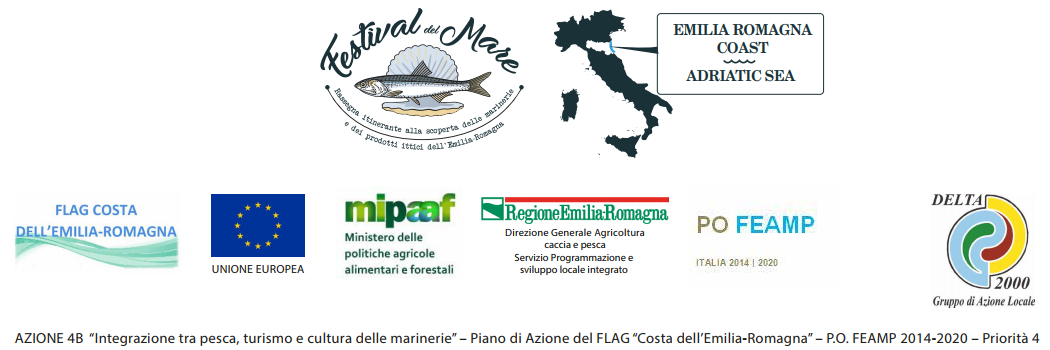 Festival del Mare
Rassegna itinerante alla scoperta delle marinerie
e dei prodotti ittici dell'Emilia-Romagna
EMILIA ROMAGNA
COAST
ADRIATIC SEA
FLAG COSTA
DELL'EMILIA-ROMAGNA
UNIONE EUROPEA
mipaaf
Ministero delle
politiche agricole
alimentari e forestali
RegioneEmilia-Romagna
Direzione Generale Agricoltura
caccia e pesca
Servizio Programmazione e
sviluppo locale integrato
PO FEAMP
ITALIA 2014 | 2020
DELTA
2000
Gruppo di Azione Locale
AZIONE 4B “Integrazione tra pesca, turismo e cultura delle marinerie” – Piano di Azione del FLAG “Costa dell’Emilia-Romagna” – P.O. FEAMP 2014-2020 – Priorità 4